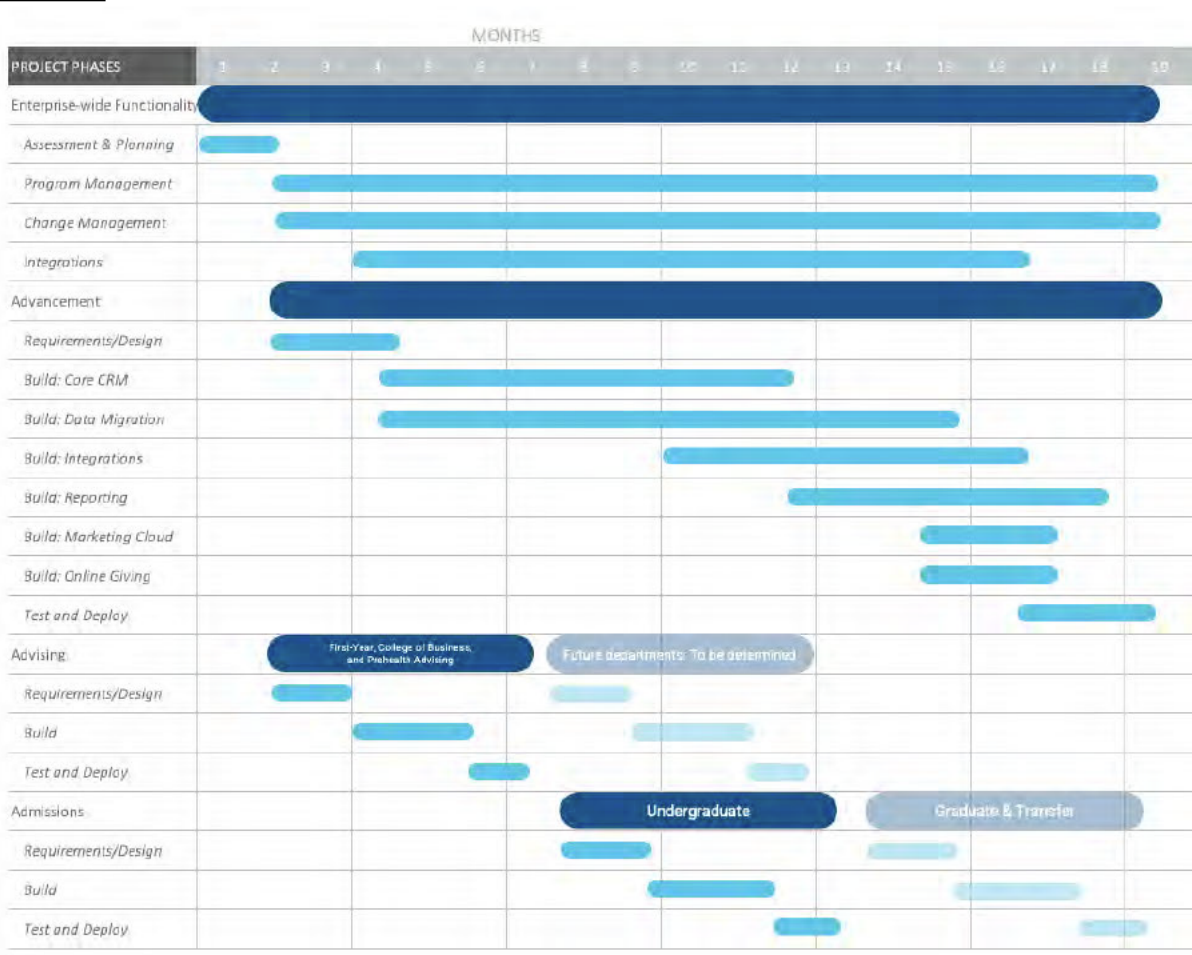 MONTHS
PROJECT PHASES 1 2 3 4 5 6 7 8 9 10 11 12 13 14 15 16 17 18 19
Enterprise-wide Functionality
Assessment & Planning
Program Management
Change Management
Integrations
Advancement
Requirements/Design
Build: Core CRM
Build: Data Migration
Build: Integrations
Build: Reporting
Build: Marketing Cloud
Build: Online Giving
Test and Deploy
Advising
First-Year, College of Business,
and Prehealth Advising
Future departments: To be determined
Requirements/Design
Build
Test and Deploy
Admissions Undergraduate Graduate & Transfer
Requirements/Design
Build
Test and Deploy